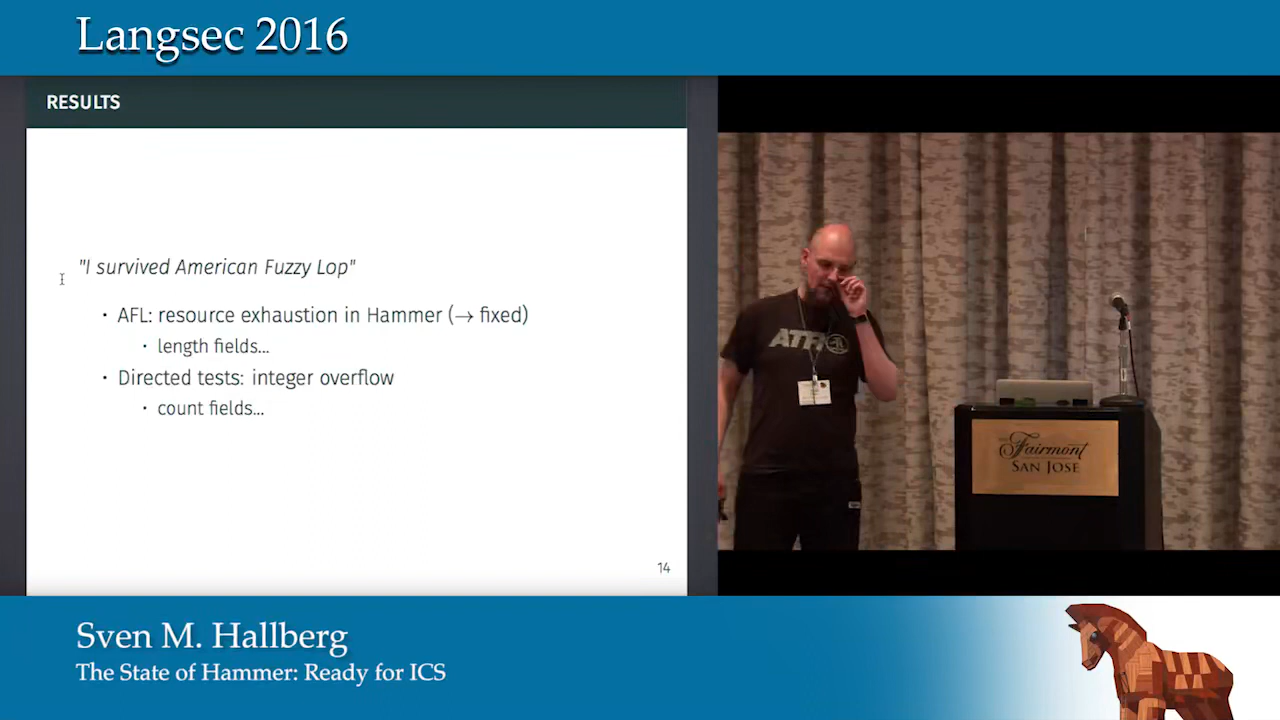 Langsec 2016
RESULTS
"I survived American Fuzzy Lop"
· AFL: resource exhaustion in Hammer (→ fixed)
· length fields...
· Directed tests: integer overflow
· count fields...
14
ATR
Fairmont
SAN JOSE
Sven M. Hallberg
The State of Hammer: Ready for ICS